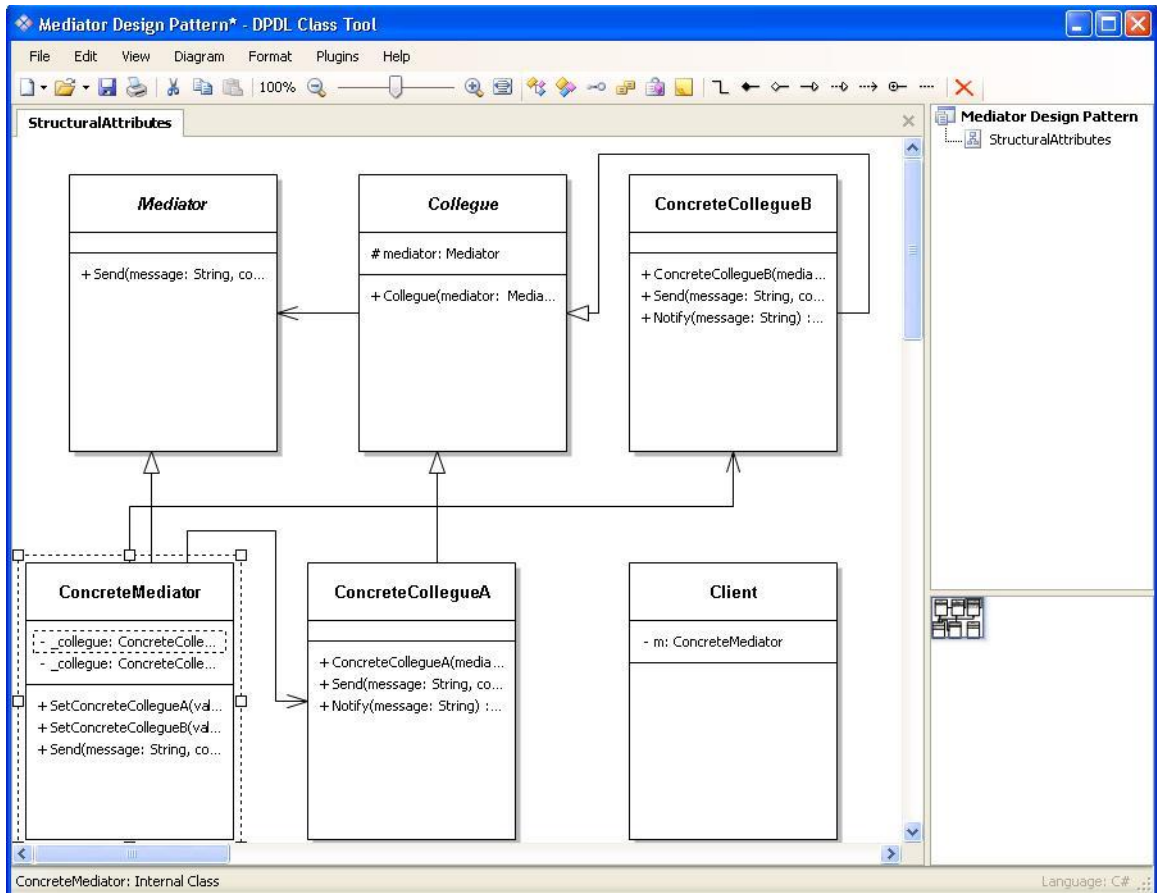 Mediator Design Pattern* - DPDL Class Tool
File Edit View Diagram Format Plugins Help
100%
StructuralAttributes
Mediator Design Pattern
StructuralAttributes
Mediator
+ Send(message: String, co...
Collegue
# mediator: Mediator
+ Collegue(mediator: Media...
ConcreteCollegueB
+ ConcreteCollegueB(media...
+ Send(message: String, co...
+ Notify(message: String) :...
ConcreteMediator
- _collegue: ConcreteColle...
- _collegue: ConcreteColle...
+ SetConcreteCollegueA(val...
+ SetConcreteCollegueB(val...
+ Send(message: String, co...
ConcreteCollegueA
+ ConcreteCollegueA(media...
+ Send(message: String, co...
+ Notify(message: String) :...
Client
- m: ConcreteMediator
ConcreteMediator: Internal Class
Language: C#